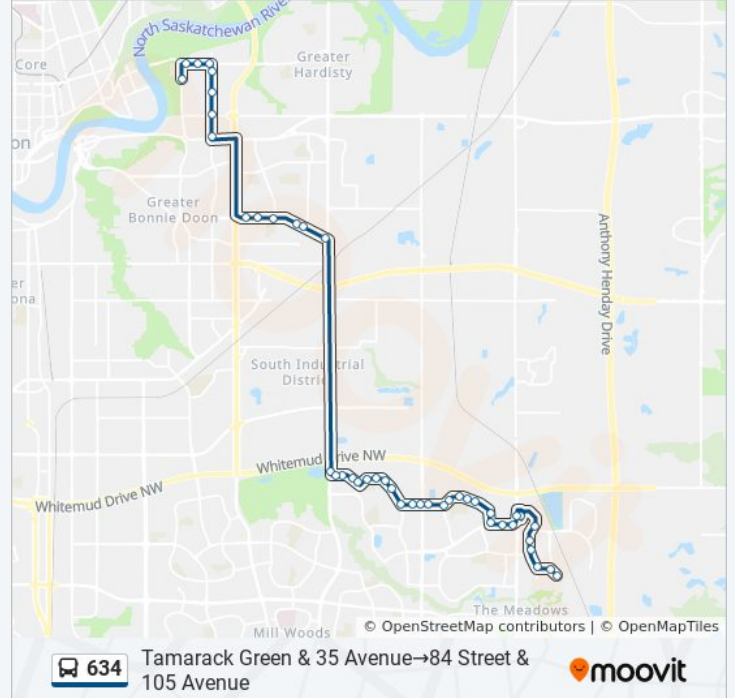 North Saskatchewan River
Core
Greater
Hardisty
on
Greater
Bonnie Doon
er
ona
Anthony Henday Drive
South Industrial
District
Whitemud Drive NW
Whitemud Drive NW
The Meadows
Mill Woods
© OpenStreetMap contributors | © OpenMapTiles
634
Tamarack Green & 35 Avenue→84 Street &
105 Avenue
moovit